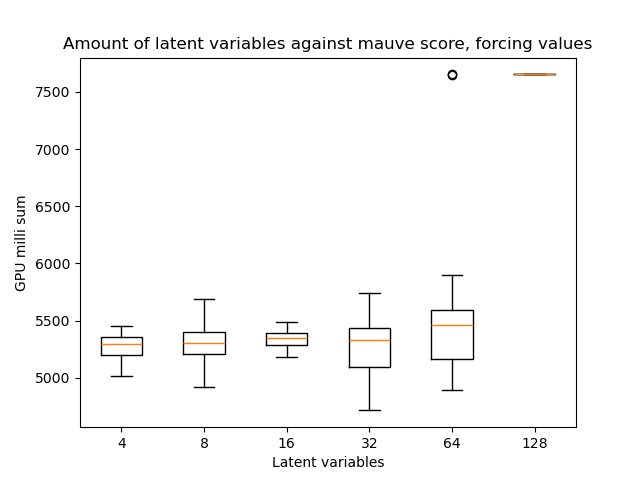 Amount of latent variables against mauve score, forcing values
7500
7000
6500
6000
5500
5000
GPU milli sum
4 8 16 32 64 128
Latent variables